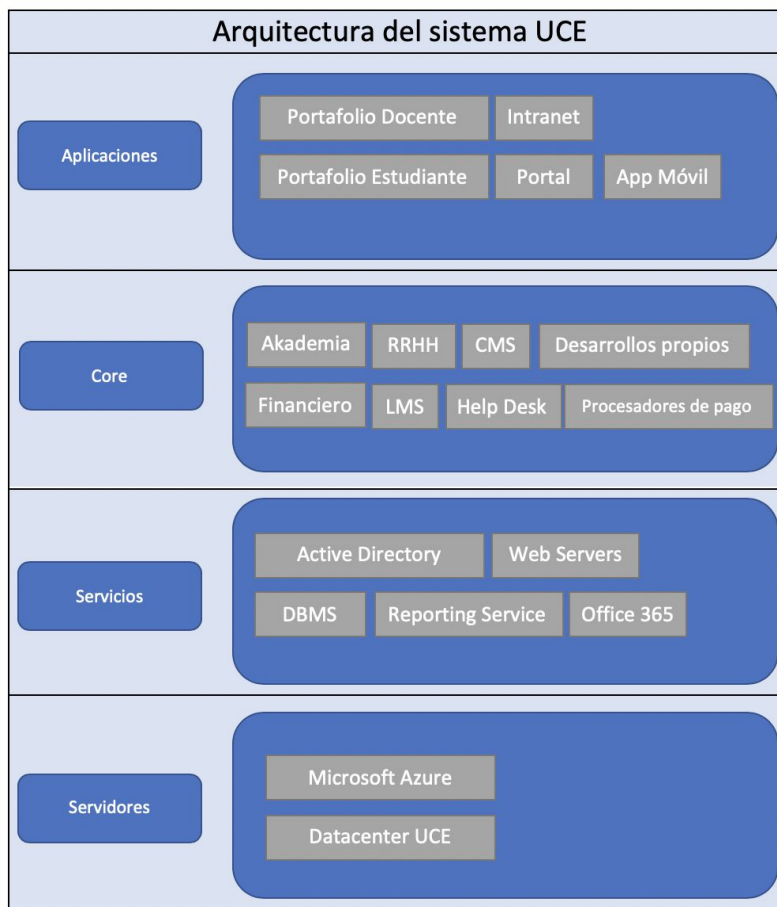 Arquitectura del sistema UCE
Aplicaciones
Portafolio Docente
Intranet
Portafolio Estudiante
Portal
App Móvil
Core
Akademia
RRHH
CMS
Desarrollos propios
Financiero
LMS
Help Desk
Procesadores de pago
Servicios
Active Directory
Web Servers
DBMS
Reporting Service
Office 365
Servidores
Microsoft Azure
Datacenter UCE